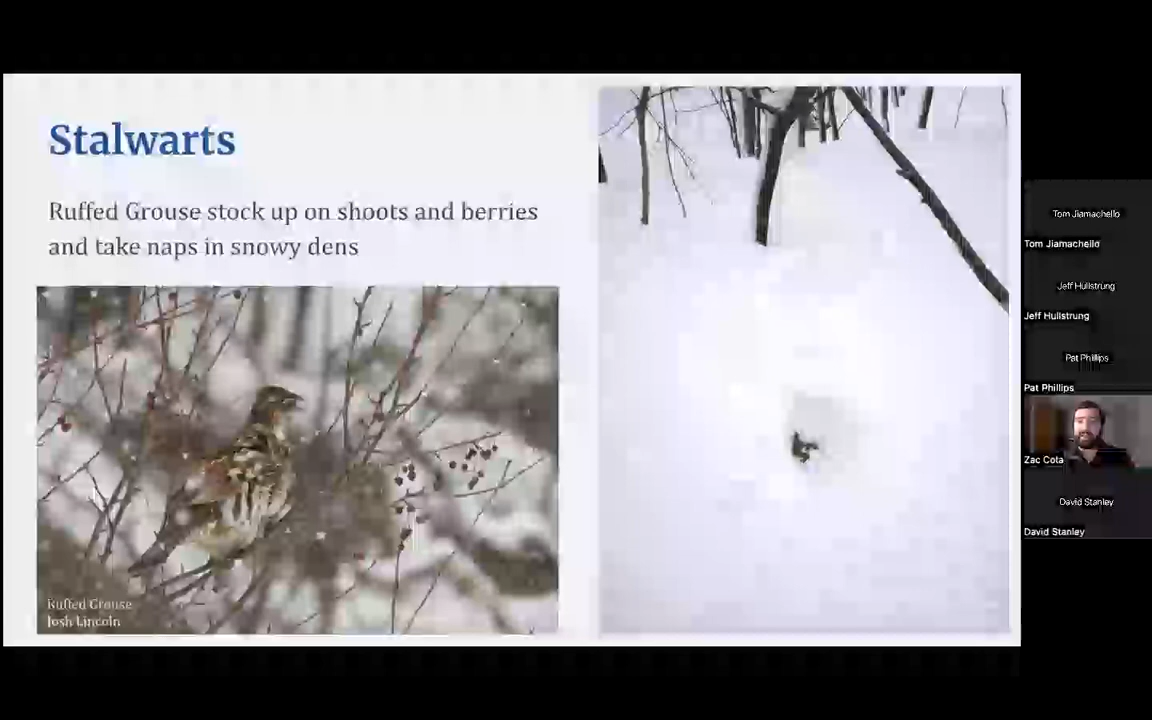 Stalwarts
Ruffed Grouse stock up on shoots and berries
and take naps in snowy dens
Ruffed Grouse
Josh Lincoln
Tom Jiamachello
Tom Jiamachello
Jeff Hullstrung
Jeff Hullstrung
Pat Phillips
Pat Phillips
Zac Cota
David Stanley
David Stanley